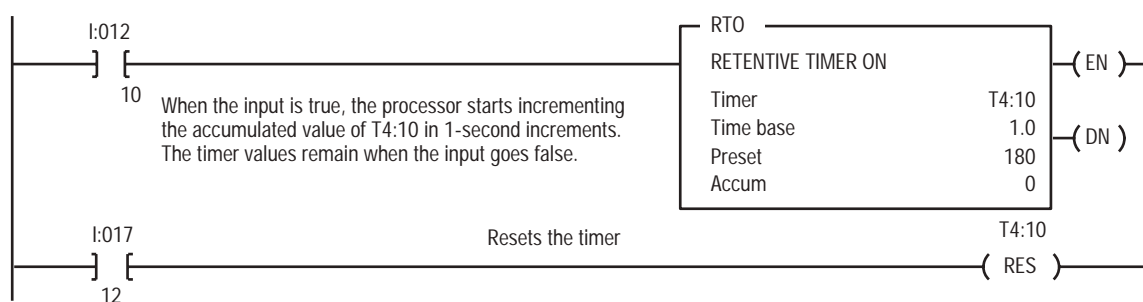 I:012
10
RTO
RETENTIVE TIMER ON
Timer T4:10
Time base 1.0
Preset 180
Accum 0
EN
DN
When the input is true, the processor starts incrementing
the accumulated value of T4:10 in 1-second increments.
The timer values remain when the input goes false.
I:017
12
Resets the timer
T4:10
RES